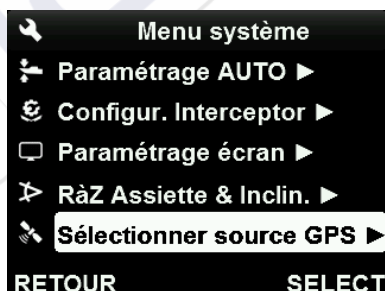 Menu système
Paramétrage AUTO ►
Configur. Interceptor ►
Paramétrage écran ►
RàZ Assiette & Inclin. ►
Sélectionner source GPS ►
RETOUR SELECT